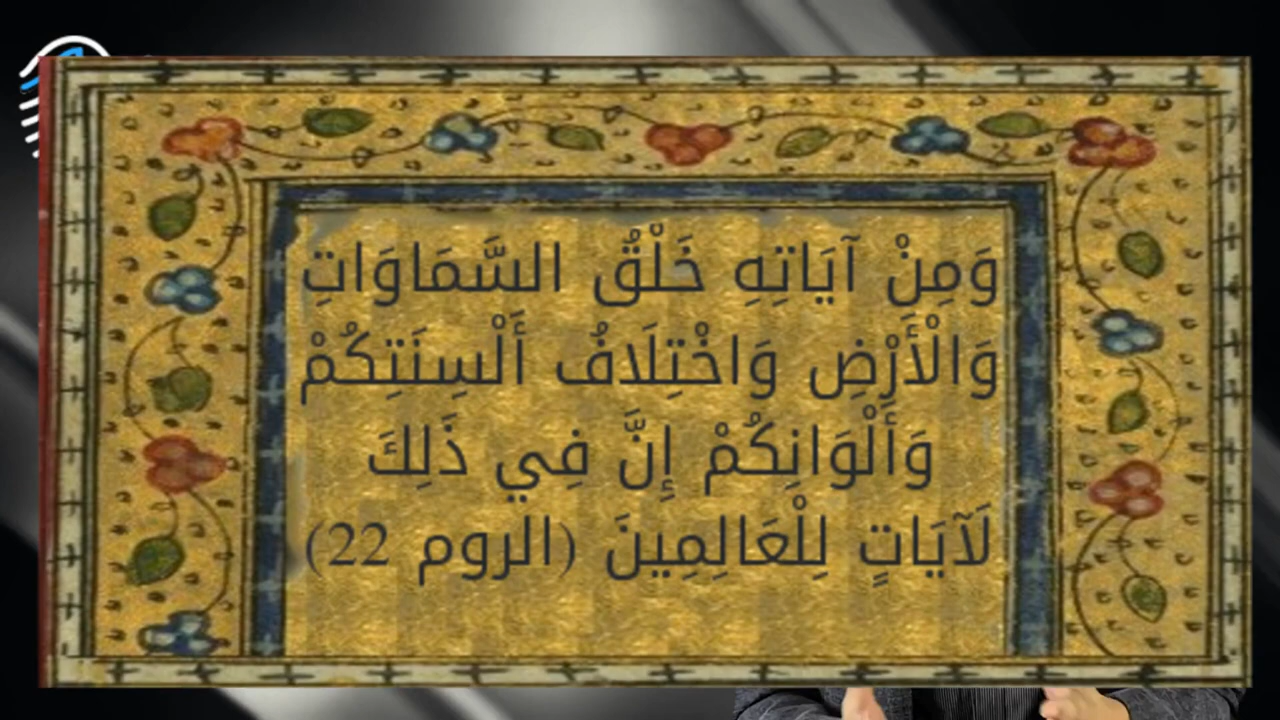 وَمِنْ آيَاتِهِ خَلْقُ السَّمَاوَاتِ
وَالْأَرْضِ وَاخْتِلَافُ أَلْسِنَتِكُمْ
وَأَلْوَانِكُمْ إِنَّ فِي ذَلِكَ
لَآيَاتٍ لِلْعَالِمِينَ (الروم 22)